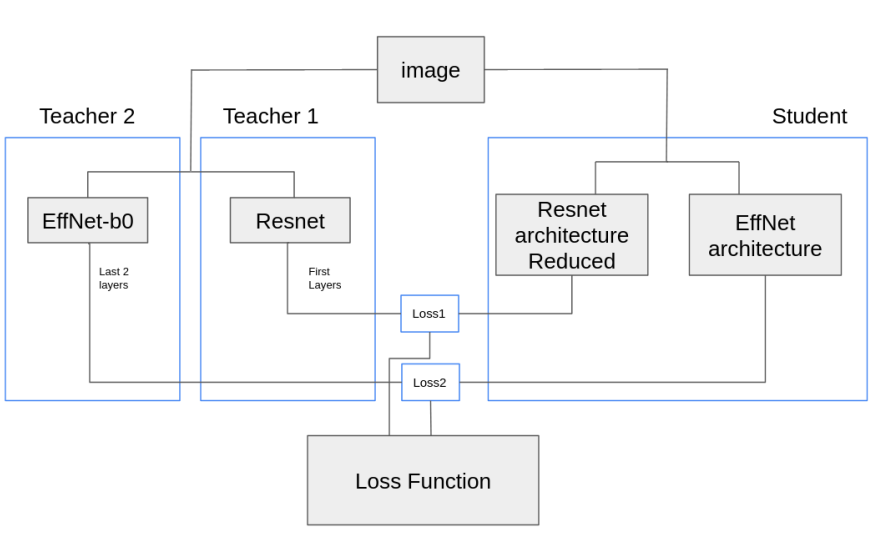 image
Teacher 2
Teacher 1
Student
EffNet-b0
Resnet
Resnet
architecture
Reduced
EffNet
architecture
Last 2
layers
First
Layers
Loss1
Loss2
Loss Function